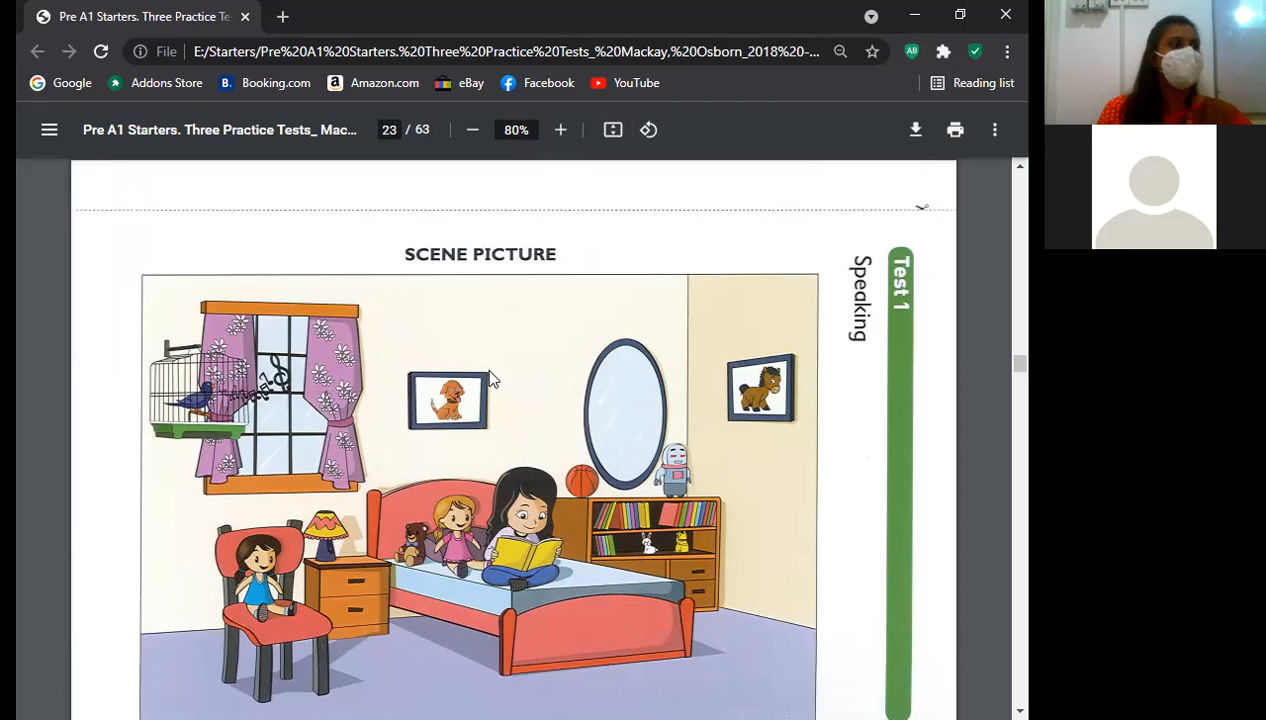 Pre A1 Starters. Three Practice Te
File E:/Starters/Pre%20A1%20Starters.%20Three%20Practice%20Tests_%20Mackay,%20Osborn_2018%20-...
AB
Google Addons Store B. Booking.com a Amazon.com eBay Facebook YouTube Reading list
Pre A1 Starters. Three Practice Tests_ Mac... 23 / 63 80%
SCENE PICTURE
Test 1
Speaking